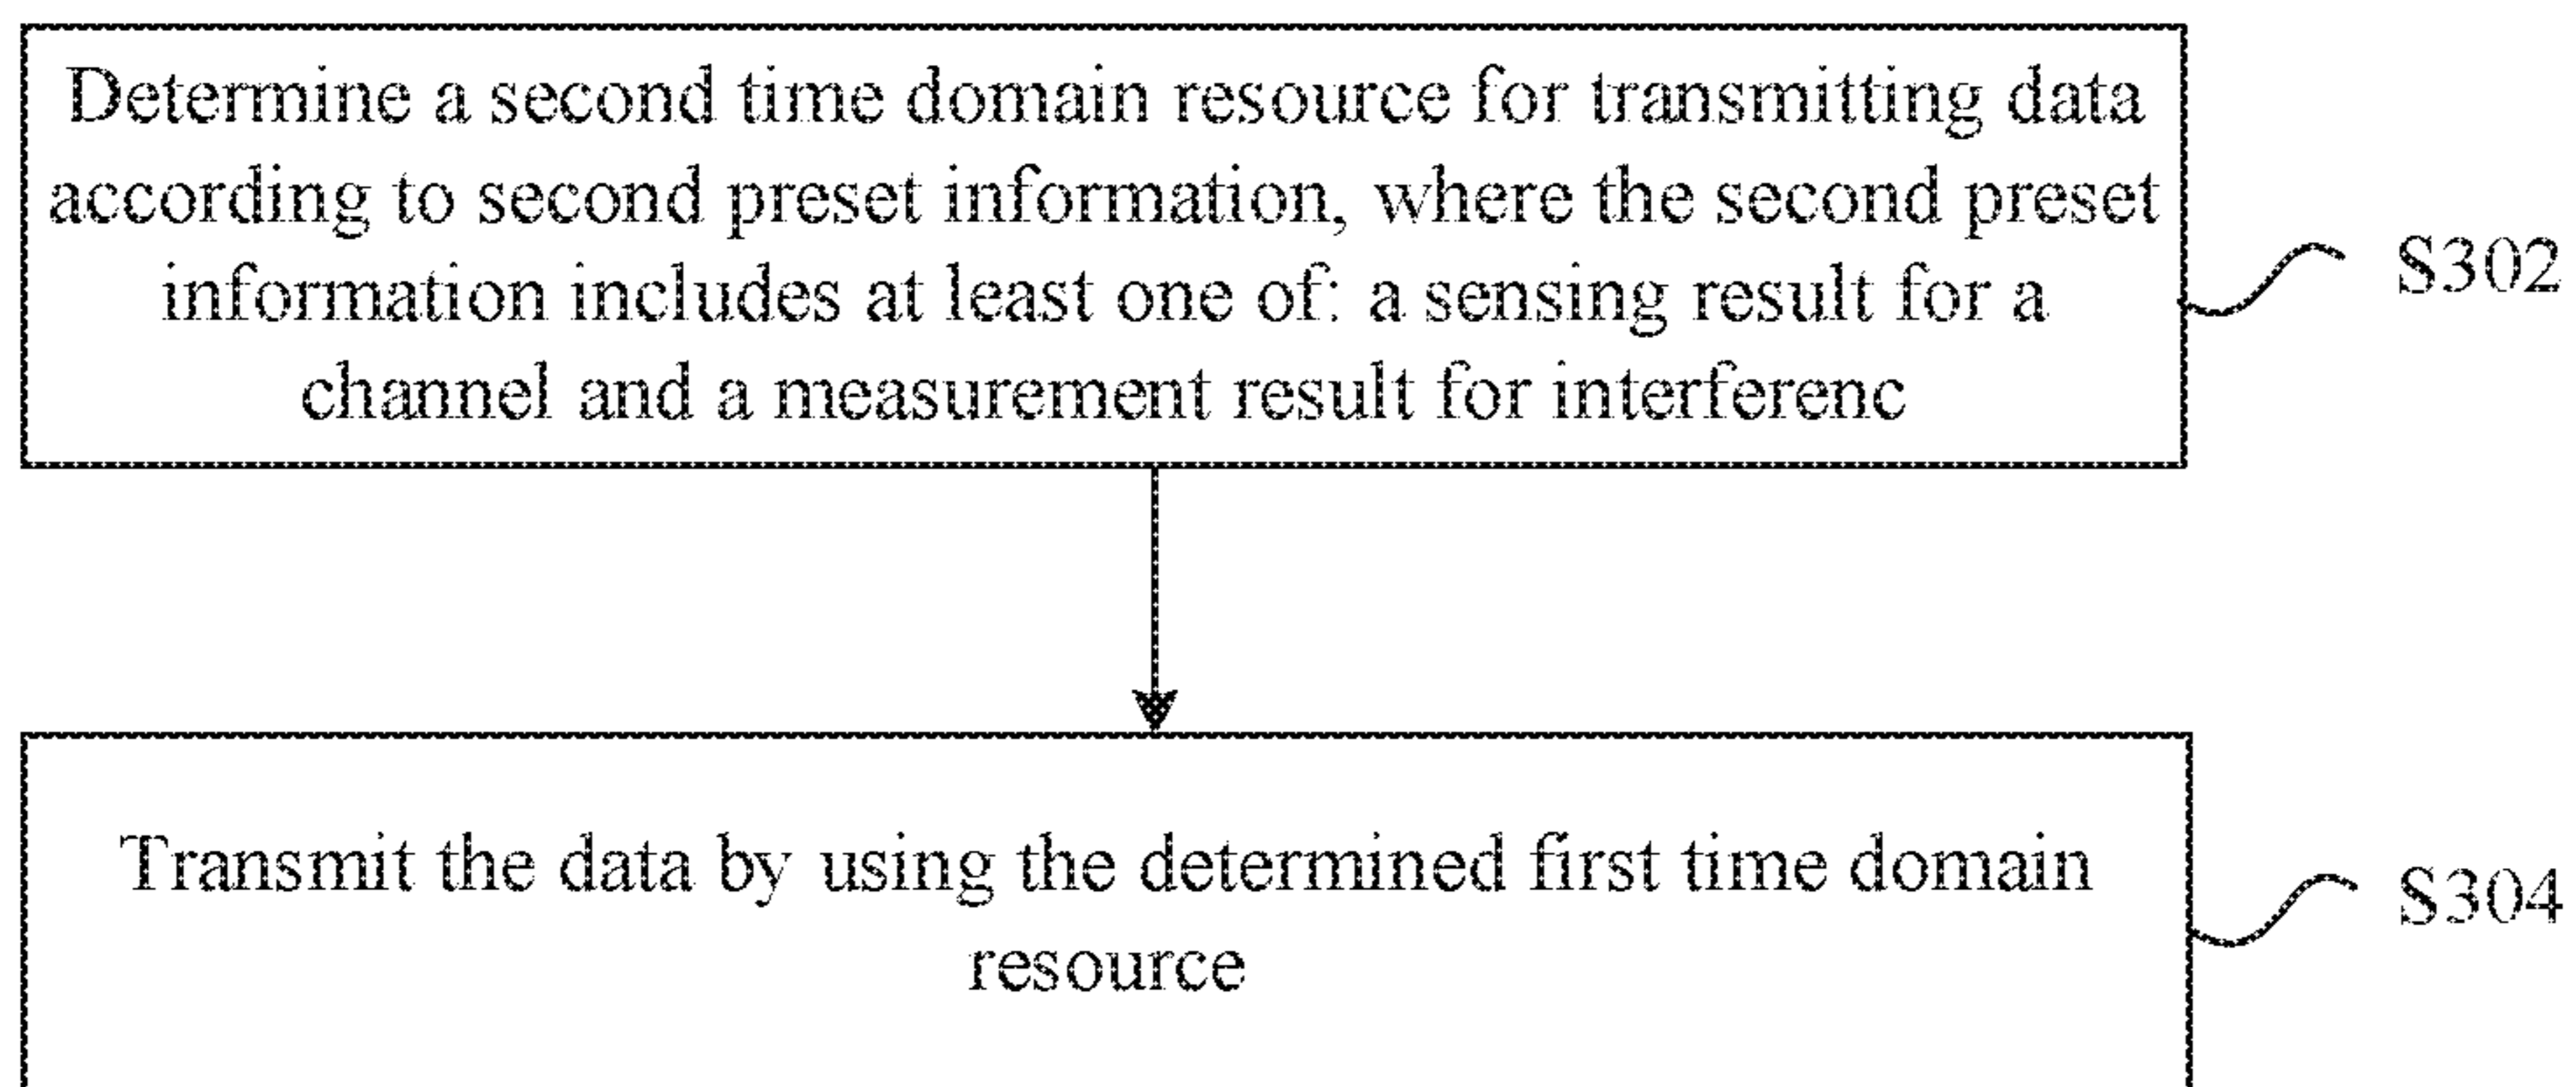 Determine a second time domain resource for transmitting data
according to second preset information, where the second preset
information includes at least one of: a sensing result for a
channel and a measurement result for interferenc
S302
Transmit the data by using the determined first time domain
resource
S304